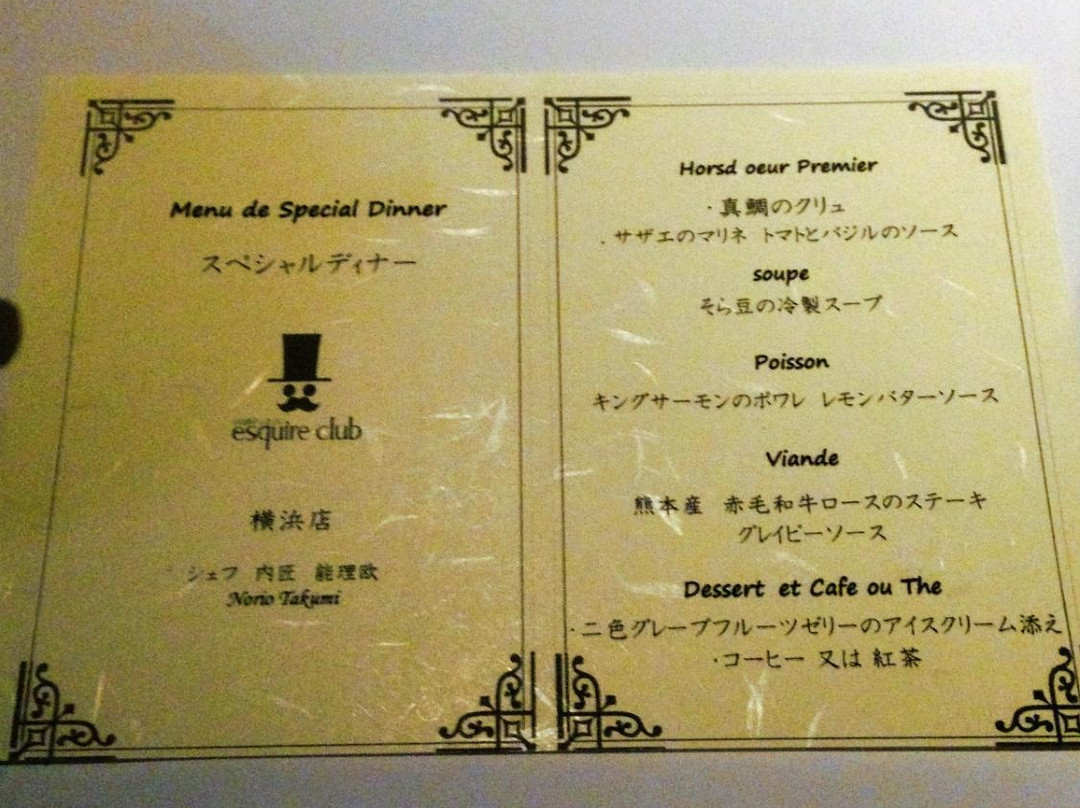 Menu de Special Dinner
スペシャルディナー
esquire club
横浜店
シェフ 内匠 能理欧
Norio Takumi
Horsd oeur Premier
・真鯛のクリュ
・サザエのマリネ トマトとバジルのソース
soupe
そら豆の冷製スープ
Poisson
キングサーモンのポワレ レモンバターソース
Viande
熊本産 赤毛和牛ロースのステーキ
グレイビーソース
Dessert et Cafe ou The
・二色グレープフルーツゼリーのアイスクリーム添え
・コーヒー 又は 紅茶